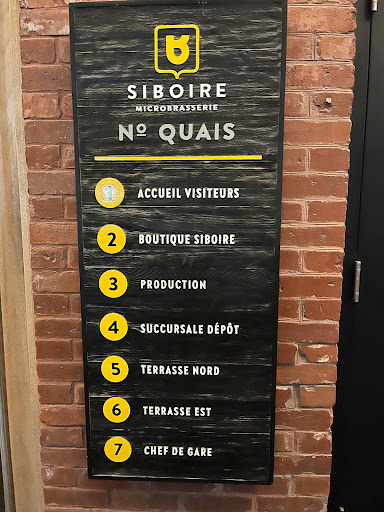 SIBOIRE
MICROBRASSERIE
Nº QUAIS
ACCUEIL VISITEURS
2 BOUTIQUE SIBOIRE
3 PRODUCTION
4 SUCCURSALE DÉPÔT
5 TERRASSE NORD
6 TERRASSE EST
7 CHEF DE GARE